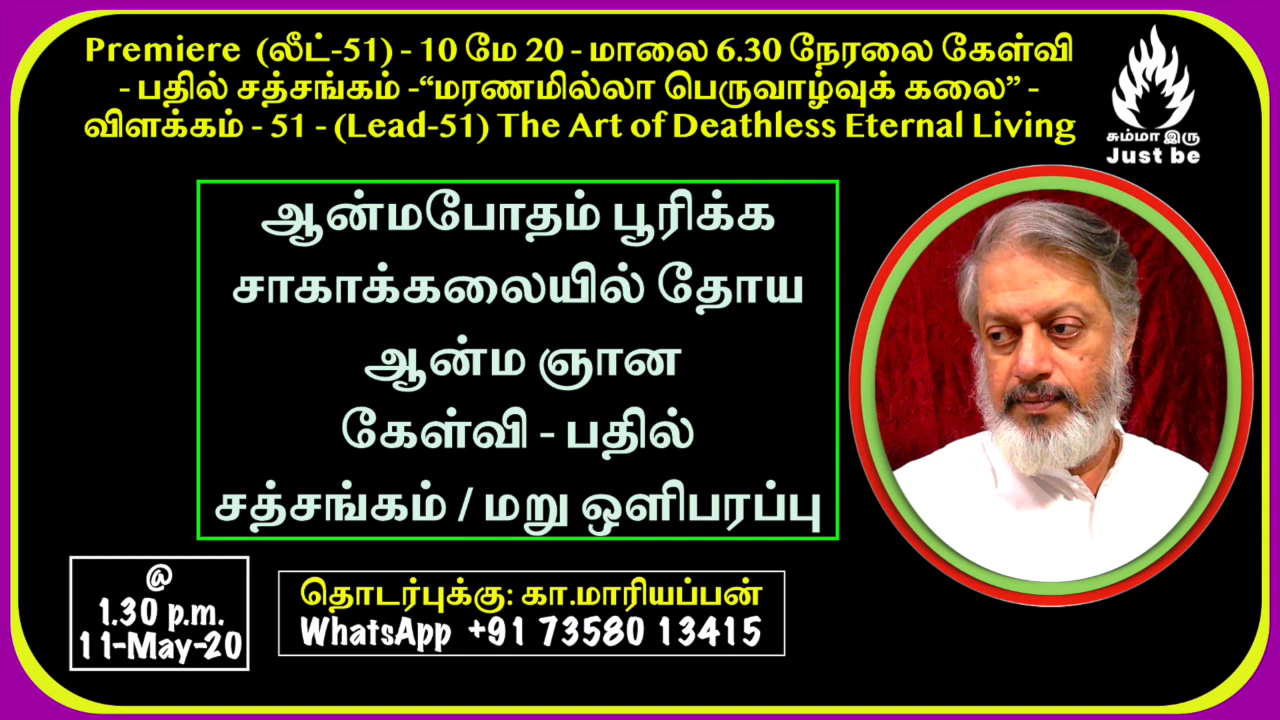 Premiere (லீட்-51) - 10 மே 20 - மாலை 6.30 நேரலை கேள்வி
- பதில் சத்சங்கம் -“மரணமில்லா பெருவாழ்வுக் கலை” -
விளக்கம் - 51 - (Lead-51) The Art of Deathless Eternal Living
சும்மா இரு
Just be
ஆன்மபோதம் பூரிக்க
சாகாக்கலையில் தோய
ஆன்ம ஞான
கேள்வி - பதில்
சத்சங்கம் / மறு ஒளிபரப்பு
@
1.30 p.m.
11-May-20
தொடர்புக்கு: கா.மாரியப்பன்
WhatsApp +91 73580 13415